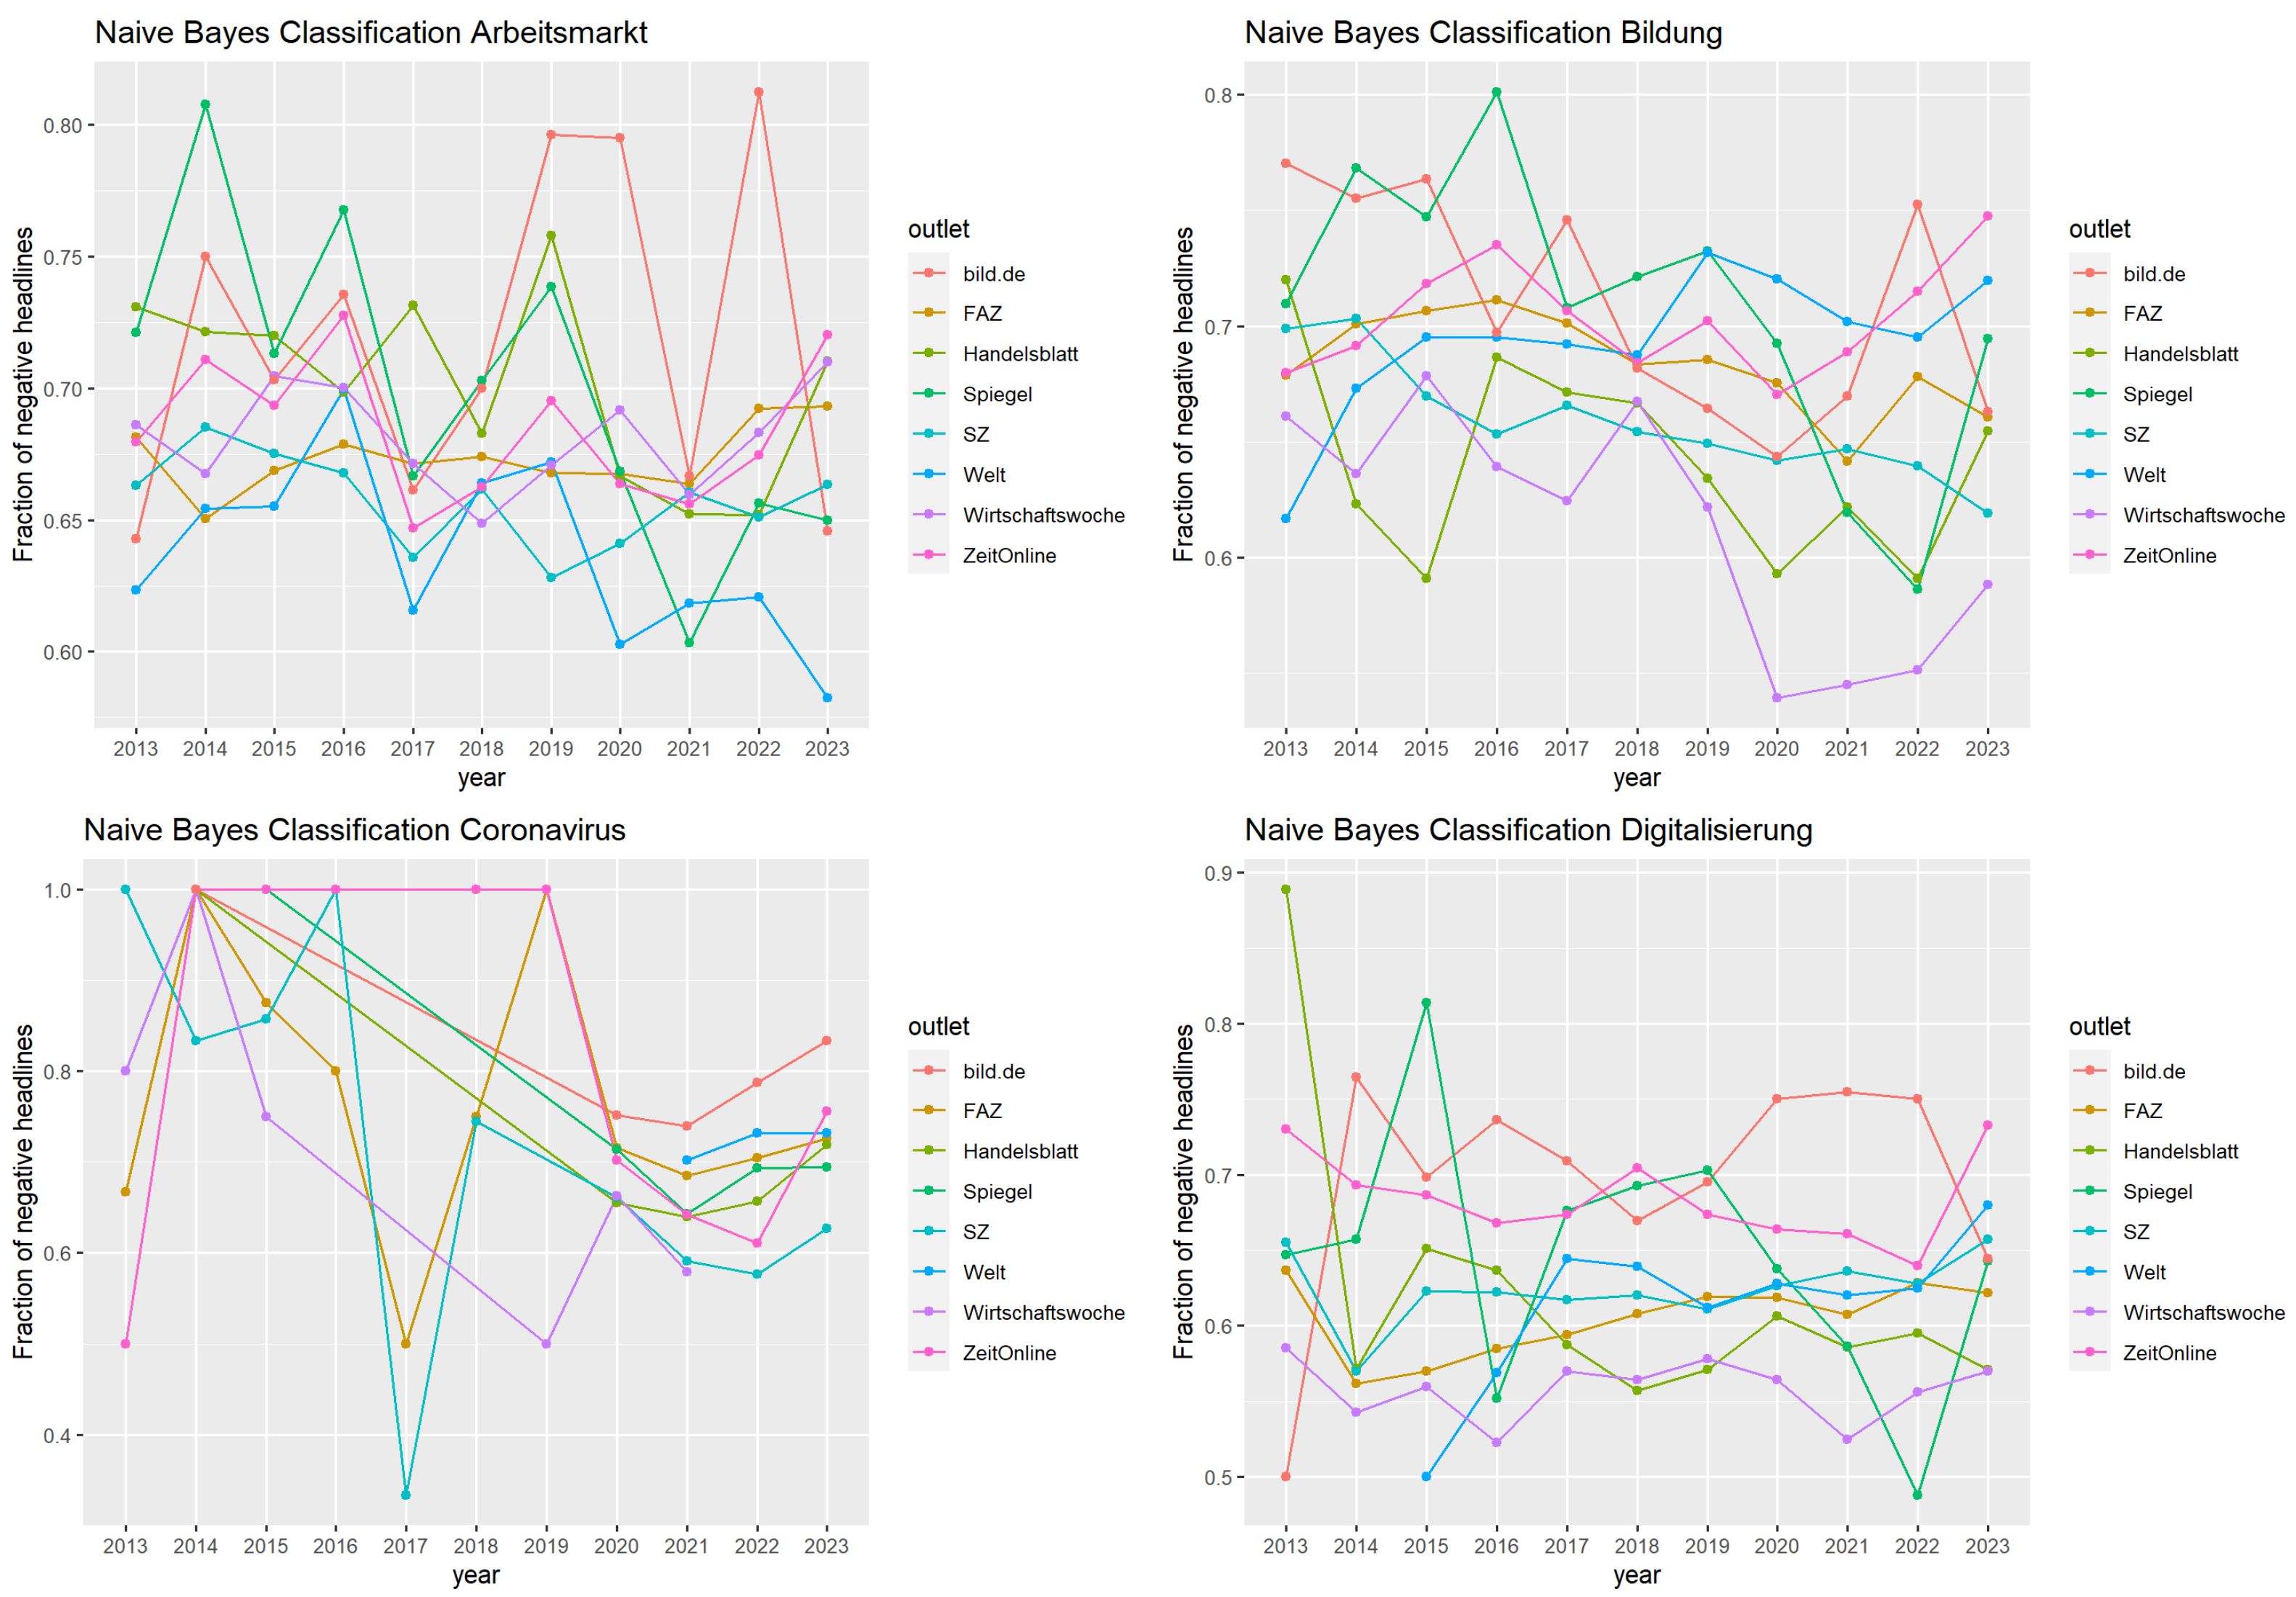 Naive Bayes Classification Arbeitsmarkt
Fraction of negative headlines
0.80
0.75
0.70
0.65
0.60
2013 2014 2015 2016 2017 2018 2019 2020 2021 2022 2023
year
outlet
bild.de
FAZ
Handelsblatt
Spiegel
SZ
Welt
Wirtschaftswoche
ZeitOnline
Naive Bayes Classification Bildung
Fraction of negative headlines
0.8
0.7
0.6
2013 2014 2015 2016 2017 2018 2019 2020 2021 2022 2023
year
outlet
bild.de
FAZ
Handelsblatt
Spiegel
SZ
Welt
Wirtschaftswoche
ZeitOnline
Naive Bayes Classification Coronavirus
Fraction of negative headlines
1.0
0.8
0.6
0.4
2013 2014 2015 2016 2017 2018 2019 2020 2021 2022 2023
year
outlet
bild.de
FAZ
Handelsblatt
Spiegel
SZ
Welt
Wirtschaftswoche
ZeitOnline
Naive Bayes Classification Digitalisierung
Fraction of negative headlines
0.9
0.8
0.7
0.6
0.5
2013 2014 2015 2016 2017 2018 2019 2020 2021 2022 2023
year
outlet
bild.de
FAZ
Handelsblatt
Spiegel
SZ
Welt
Wirtschaftswoche
ZeitOnline